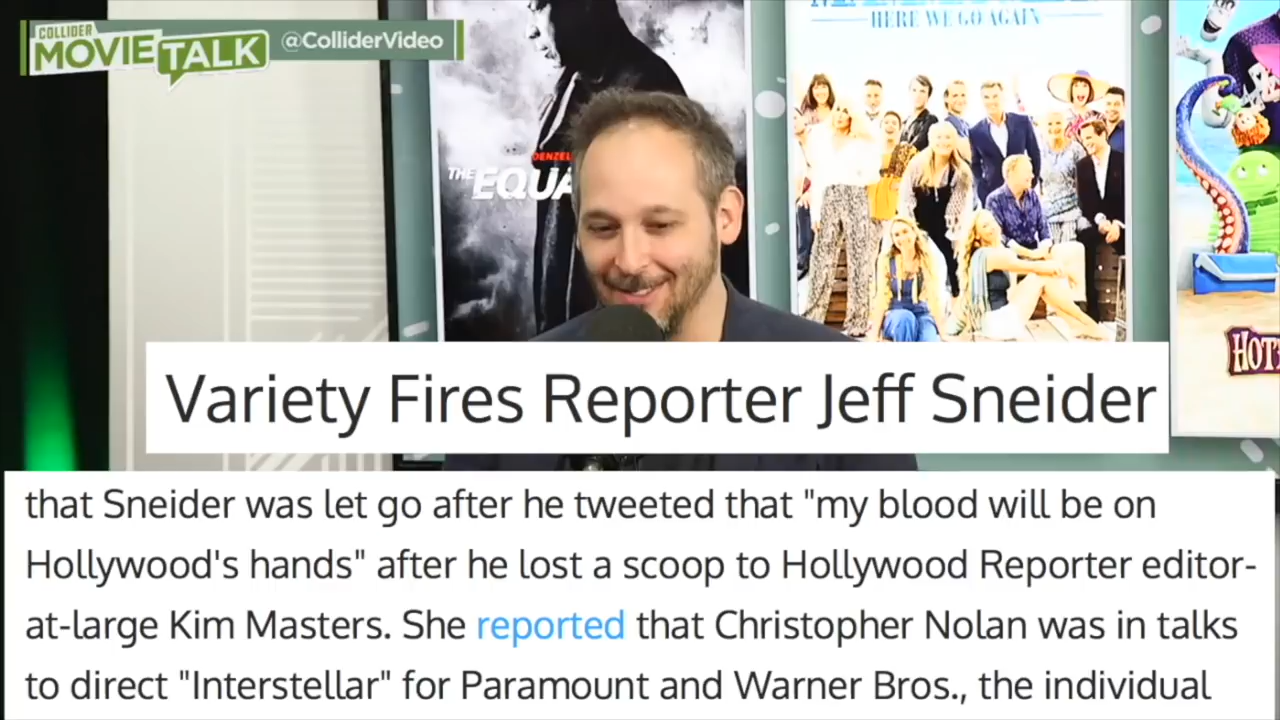 COLLIDER
MOVIE TALK
@ColliderVideo
HERE WE GO AGAIN
DENZEL
THE
EQUA
HOT
Variety Fires Reporter Jeff Sneider
that Sneider was let go after he tweeted that "my blood will be on
Hollywood's hands" after he lost a scoop to Hollywood Reporter editor-
at-large Kim Masters. She reported that Christopher Nolan was in talks
to direct "Interstellar" for Paramount and Warner Bros., the individual